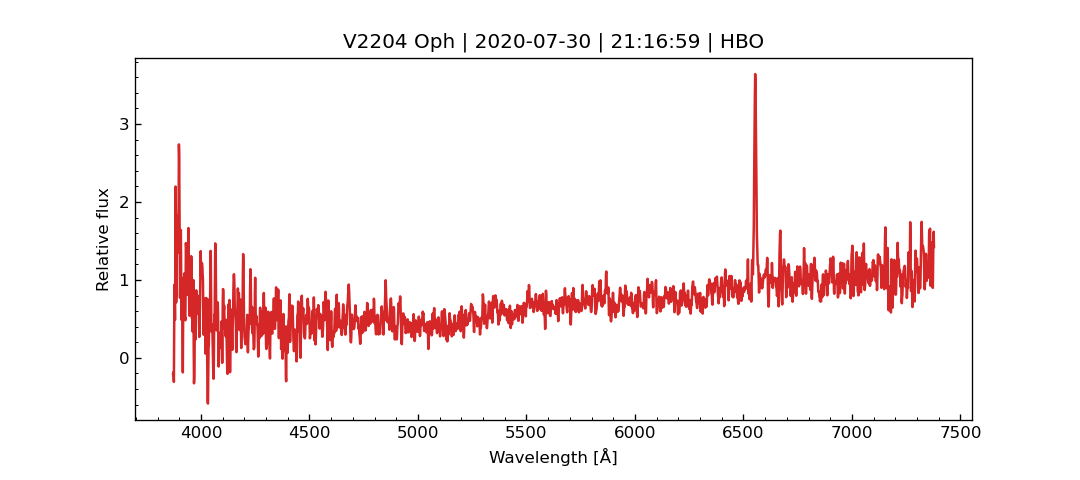 V2204 Oph | 2020-07-30 | 21:16:59 | HBO
Relative flux
3
2
1
0
4000 4500 5000 5500 6000 6500 7000 7500
Wavelength [Å]